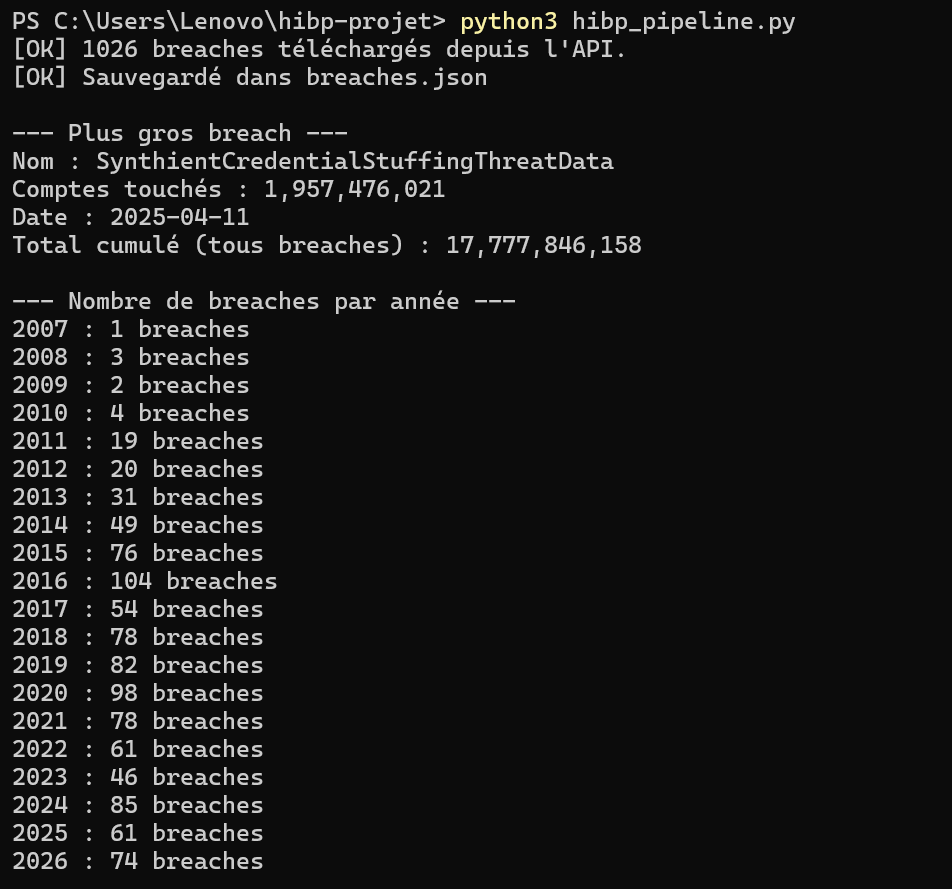 PS C:\Users\Lenovo\hibp-projet> python3 hibp_pipeline.py
[OK] 1026 breaches téléchargés depuis l'API.
[OK] Sauvegardé dans breaches.json
--- Plus gros breach ---
Nom : SynthientCredentialStuffingThreatData
Comptes touchés : 1,957,476,021
Date : 2025-04-11
Total cumulé (tous breaches) : 17,777,846,158
--- Nombre de breaches par année ---
2007 : 1 breaches
2008 : 3 breaches
2009 : 2 breaches
2010 : 4 breaches
2011 : 19 breaches
2012 : 20 breaches
2013 : 31 breaches
2014 : 49 breaches
2015 : 76 breaches
2016 : 104 breaches
2017 : 54 breaches
2018 : 78 breaches
2019 : 82 breaches
2020 : 98 breaches
2021 : 78 breaches
2022 : 61 breaches
2023 : 46 breaches
2024 : 85 breaches
2025 : 61 breaches
2026 : 74 breaches